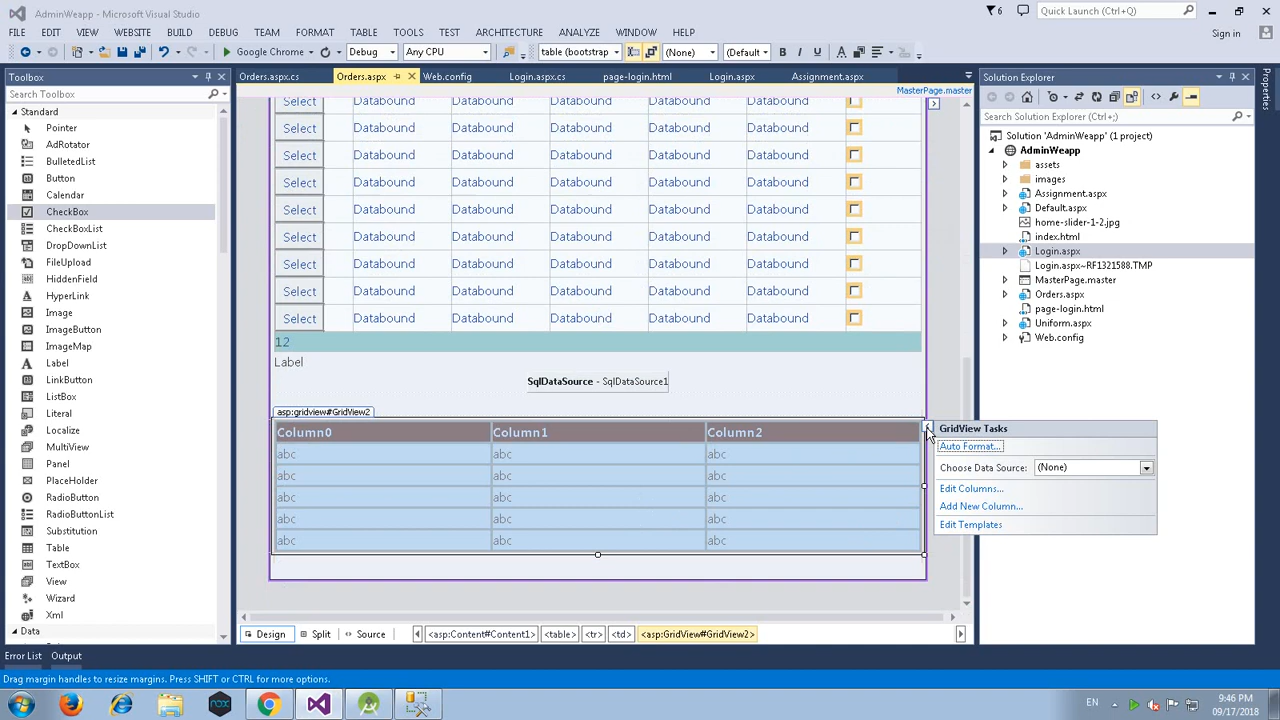 AdminWeapp - Microsoft Visual Studio
6
Quick Launch (Ctrl+Q)
FILE EDIT VIEW WEBSITE BUILD DEBUG TEAM FORMAT TABLE TOOLS TEST ARCHITECTURE ANALYZE WINDOW HELP
Sign in
Google Chrome Debug Any CPU table (bootstrap (None) (Default) B I U A
Toolbox
Orders.aspx.cs Orders.aspx Web.config Login.aspx.cs page-login.html Login.aspx Assignment.aspx
Solution Explorer
Properties
Search Toolbox
MasterPage.master
Search Solution Explorer (Ctrl+;)
Standard
Pointer
AdRotator
BulletedList
Button
Calendar
CheckBox
CheckBoxList
DropDownList
FileUpload
HiddenField
HyperLink
Image
ImageButton
ImageMap
Label
LinkButton
ListBox
Literal
Localize
MultiView
Panel
PlaceHolder
RadioButton
RadioButtonList
Table
TextBox
View
Wizard
Xml
Data
Select Databound Databound Databound Databound Databound
Select Databound Databound Databound Databound Databound
Select Databound Databound Databound Databound Databound
Select Databound Databound Databound Databound Databound
Select Databound Databound Databound Databound Databound
Select Databound Databound Databound Databound Databound
Select Databound Databound Databound Databound Databound
Select Databound Databound Databound Databound Databound
Select Databound Databound Databound Databound Databound
12
Label
SqlDataSource - SqlDataSource1
asp:gridview#GridView2
Column0 Column1 Column2
abc abc abc
abc abc abc
abc abc abc
abc abc abc
abc abc abc
GridView Tasks
Auto Format...
Choose Data Source: (None)
Edit Columns...
Add New Column...
Edit Templates
Solution 'AdminWeapp' (1 project)
AdminWeapp
assets
images
Assignment.aspx
Default.aspx
home-slider-1-2.jpg
index.html
Login.aspx
Login.aspx~RF1321588.TMP
MasterPage.master
Orders.aspx
page-login.html
Uniform.aspx
Web.config
Design Split Source <asp:Content#Content1> <table> <tr> <td> <asp:GridView#GridView2>
Error List Output
Drag margin handles to resize margins. Press SHIFT or CTRL for more options.
nox
EN
9:46 PM
09/17/2018